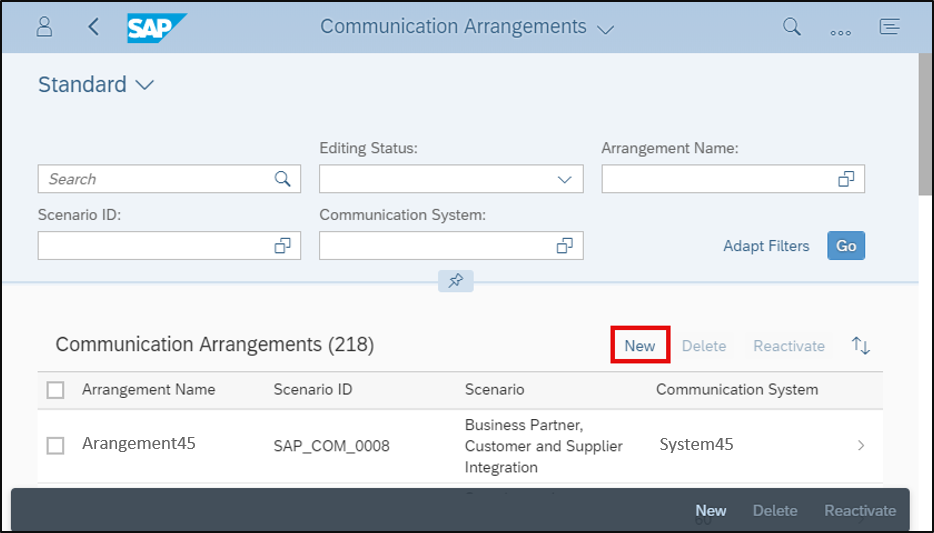 SAP
Communication Arrangements
Standard
Editing Status:
Arrangement Name:
Search
Scenario ID:
Communication System:
Adapt Filters
Go
Communication Arrangements (218)
New
Delete
Reactivate
Arrangement Name
Scenario ID
Scenario
Communication System
Arangement45
SAP_COM_0008
Business Partner,
Customer and Supplier
Integration
System45
New
Delete
Reactivate